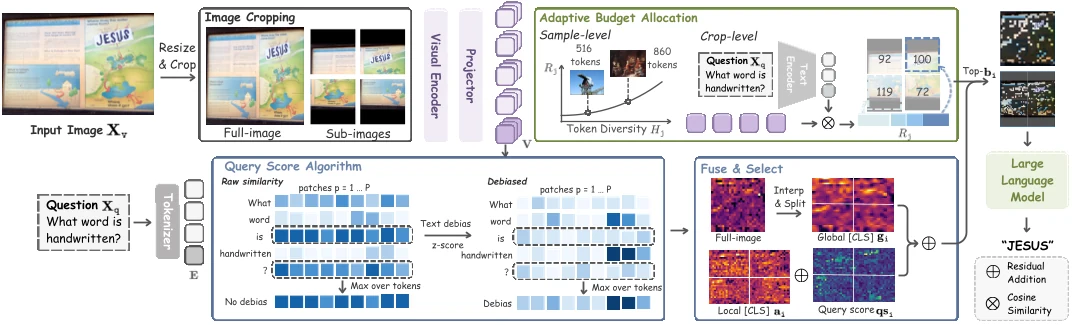 Input Image X_v
Resize
& Crop
Image Cropping
JESUS
JESUS
JESUS
Full-image
Sub-images
Visual Encoder
Projector
V
Adaptive Budget Allocation
Sample-level
516
tokens
860
tokens
R_j
Token Diversity H_j
Crop-level
Question X_q
What word is
handwritten?
Text
Encoder
92
100
119
72
R_j
Top-b_i
Question X_q
What word is
handwritten?
Tokenizer
E
Query Score Algorithm
Raw similarity
patches p = 1 ... P
What
word
is
handwritten
?
Max over tokens
No debias
Text debias
z-score
Debiased
patches p = 1 ... P
What
word
is
handwritten
?
Max over tokens
Debias
Fuse & Select
Full-image
Interp
& Split
Global [CLS] g_i
Local [CLS] a_i
Query score qs_i
Large
Language
Model
"JESUS"
Residual
Addition
Cosine
Similarity